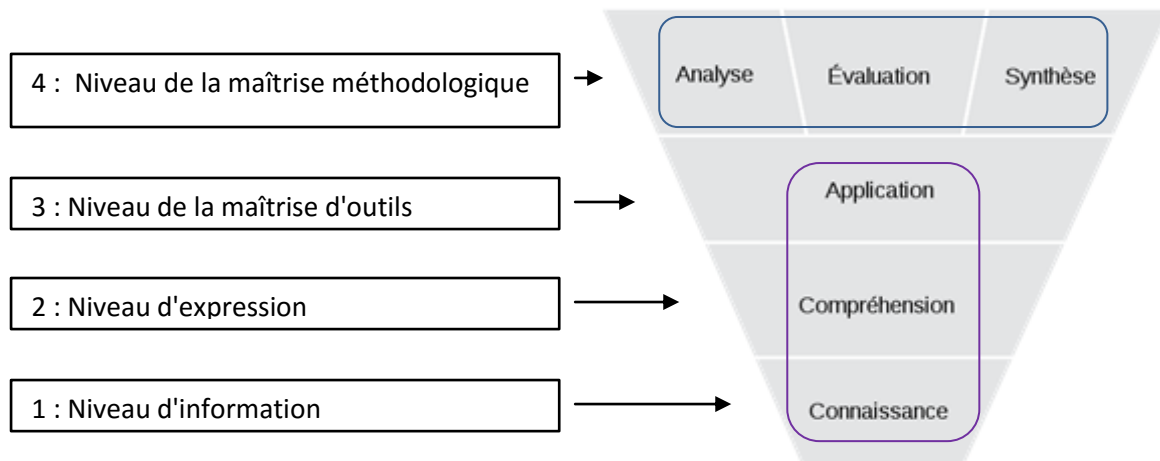 4 :  Niveau de la maîtrise méthodologique
Analyse
Évaluation
Synthèse
3 : Niveau de la maîtrise d'outils
Application
2 : Niveau d'expression
Compréhension
1 : Niveau d'information
Connaissance